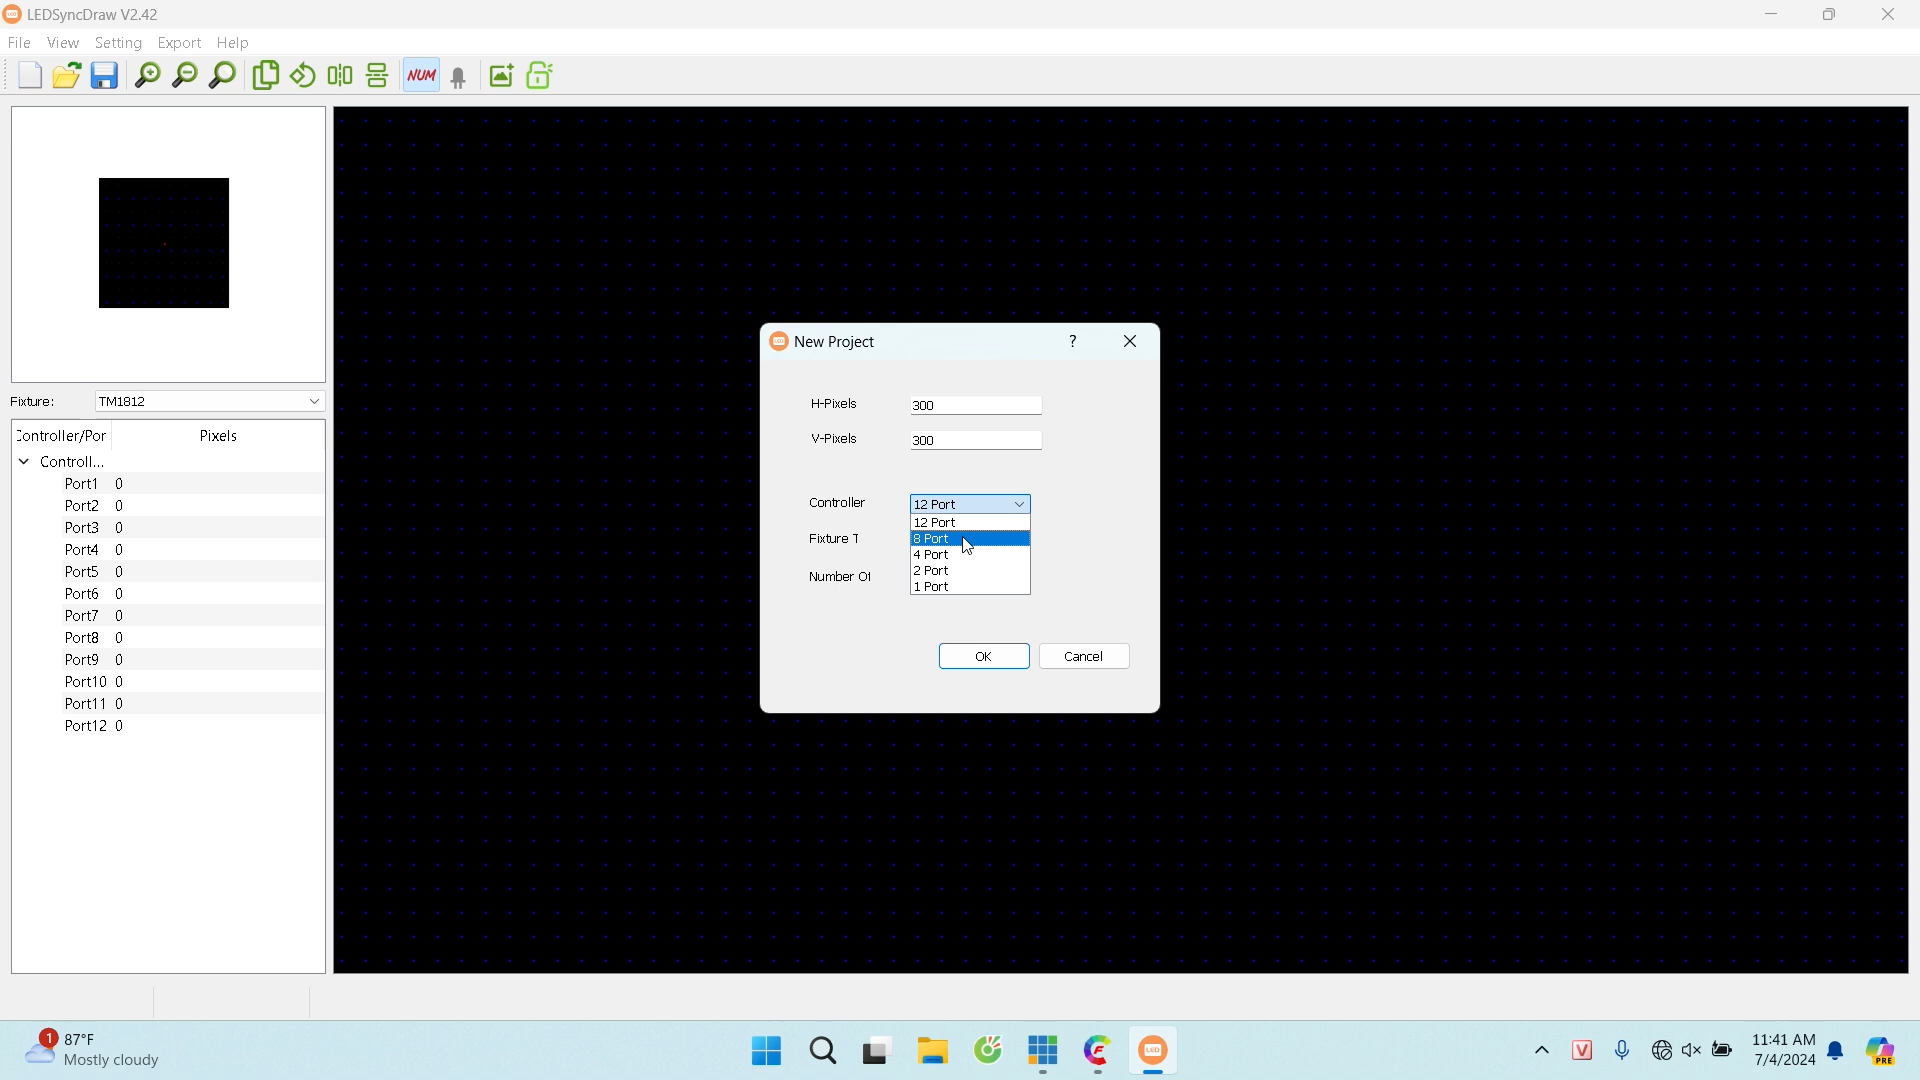 LEDSyncDraw V2.42
File View Setting Export Help
NUM
Fixture: TM1812
Controller/Por Pixels
Controll...
Port1 0
Port2 0
Port3 0
Port4 0
Port5 0
Port6 0
Port7 0
Port8 0
Port9 0
Port10 0
Port11 0
Port12 0
New Project
?
H-Pixels 300
V-Pixels 300
Controller 12 Port
12 Port
Fixture T
8 Port
4 Port
Number Of
2 Port
1 Port
OK Cancel
1
87°F
Mostly cloudy
LED
V
11:41 AM
7/4/2024
PRE